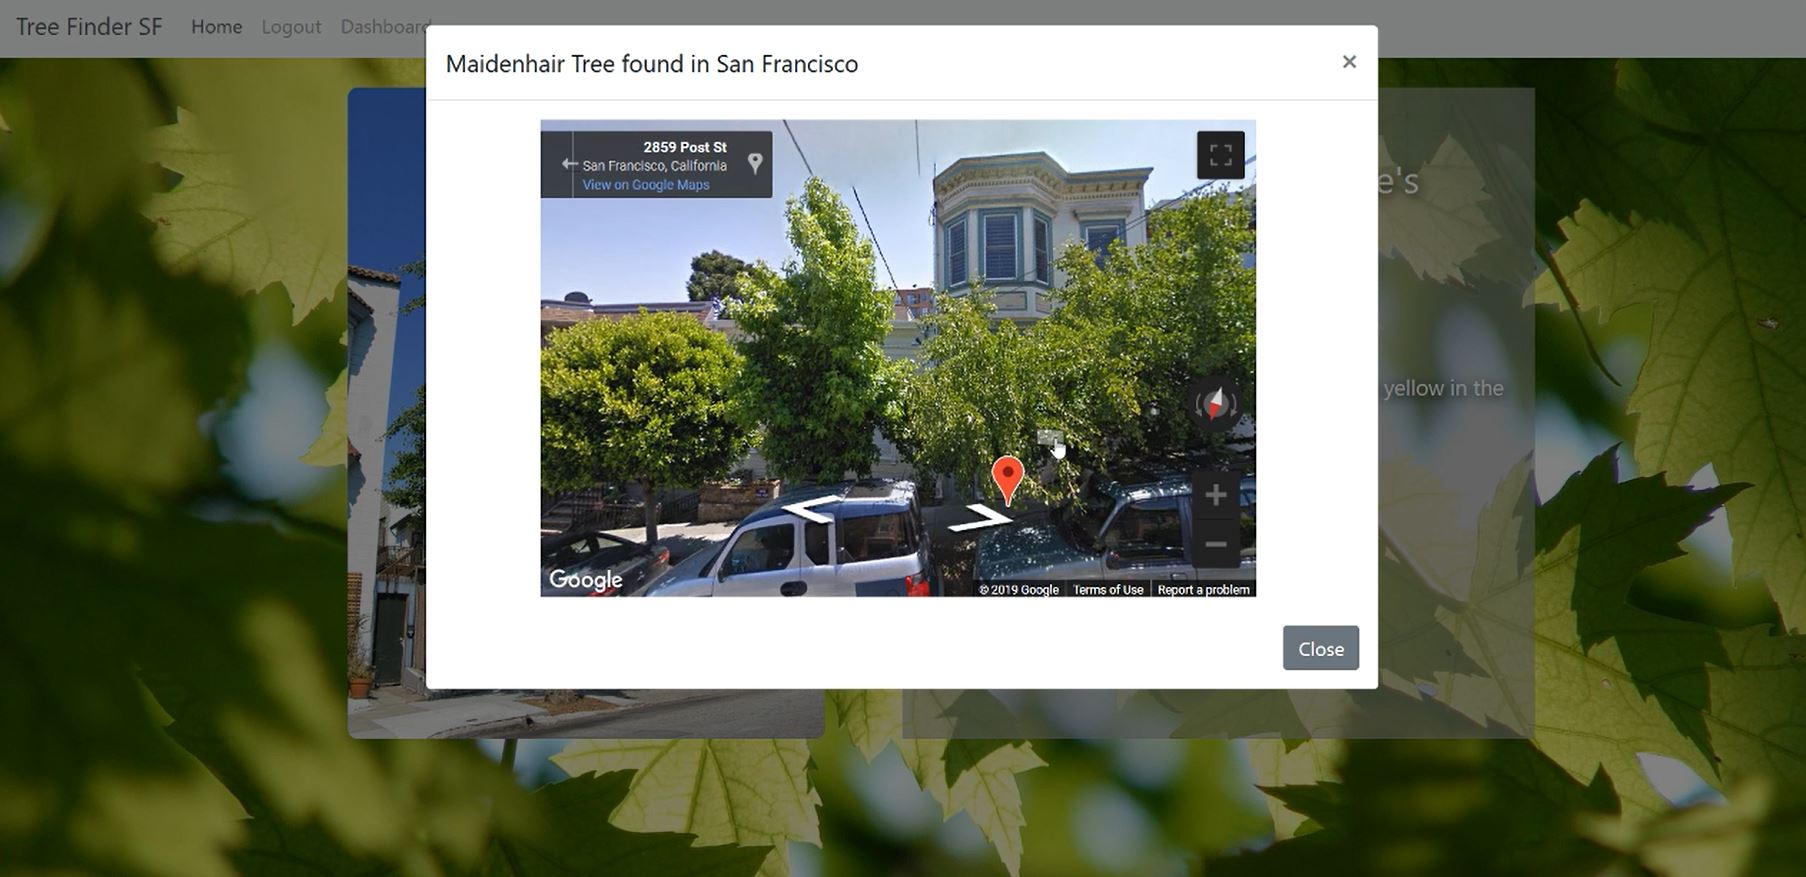 Tree Finder SF
Home
Logout
Dashboard
Maidenhair Tree found in San Francisco
×
2859 Post St
San Francisco, California
View on Google Maps
e's
yellow in the
Google
© 2019 Google
Terms of Use
Report a problem
Close